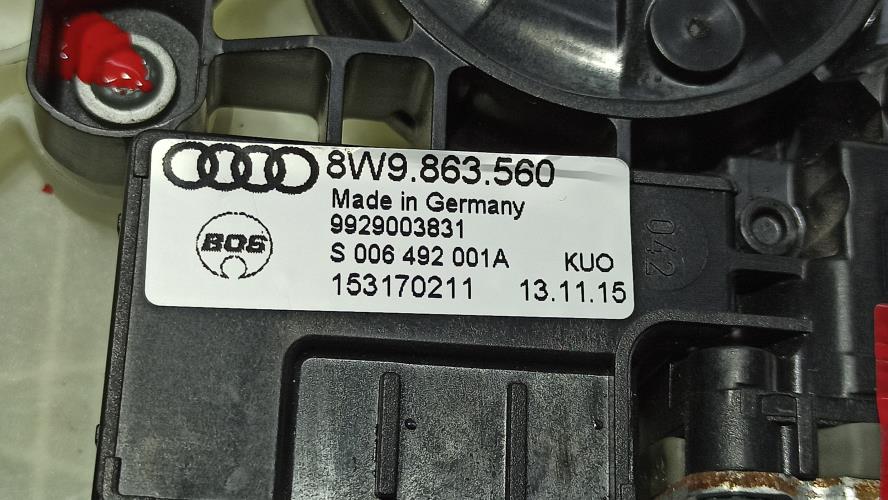 8W9.863.560
Made in Germany
9929003831
BOS
S 006 492 001A KUO
153170211 13.11.15
042